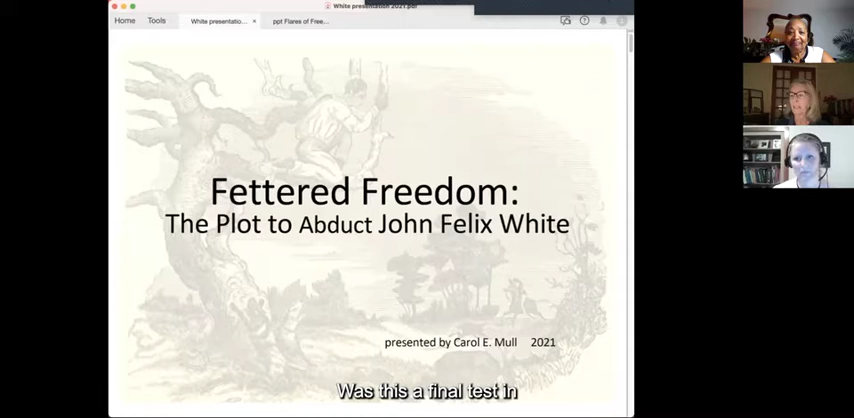 White presentation 2021.pdf
Home Tools White presentatio... × ppt Flares of Free...
Fettered Freedom:
The Plot to Abduct John Felix White
presented by Carol E. Mull 2021
Was this a final test in